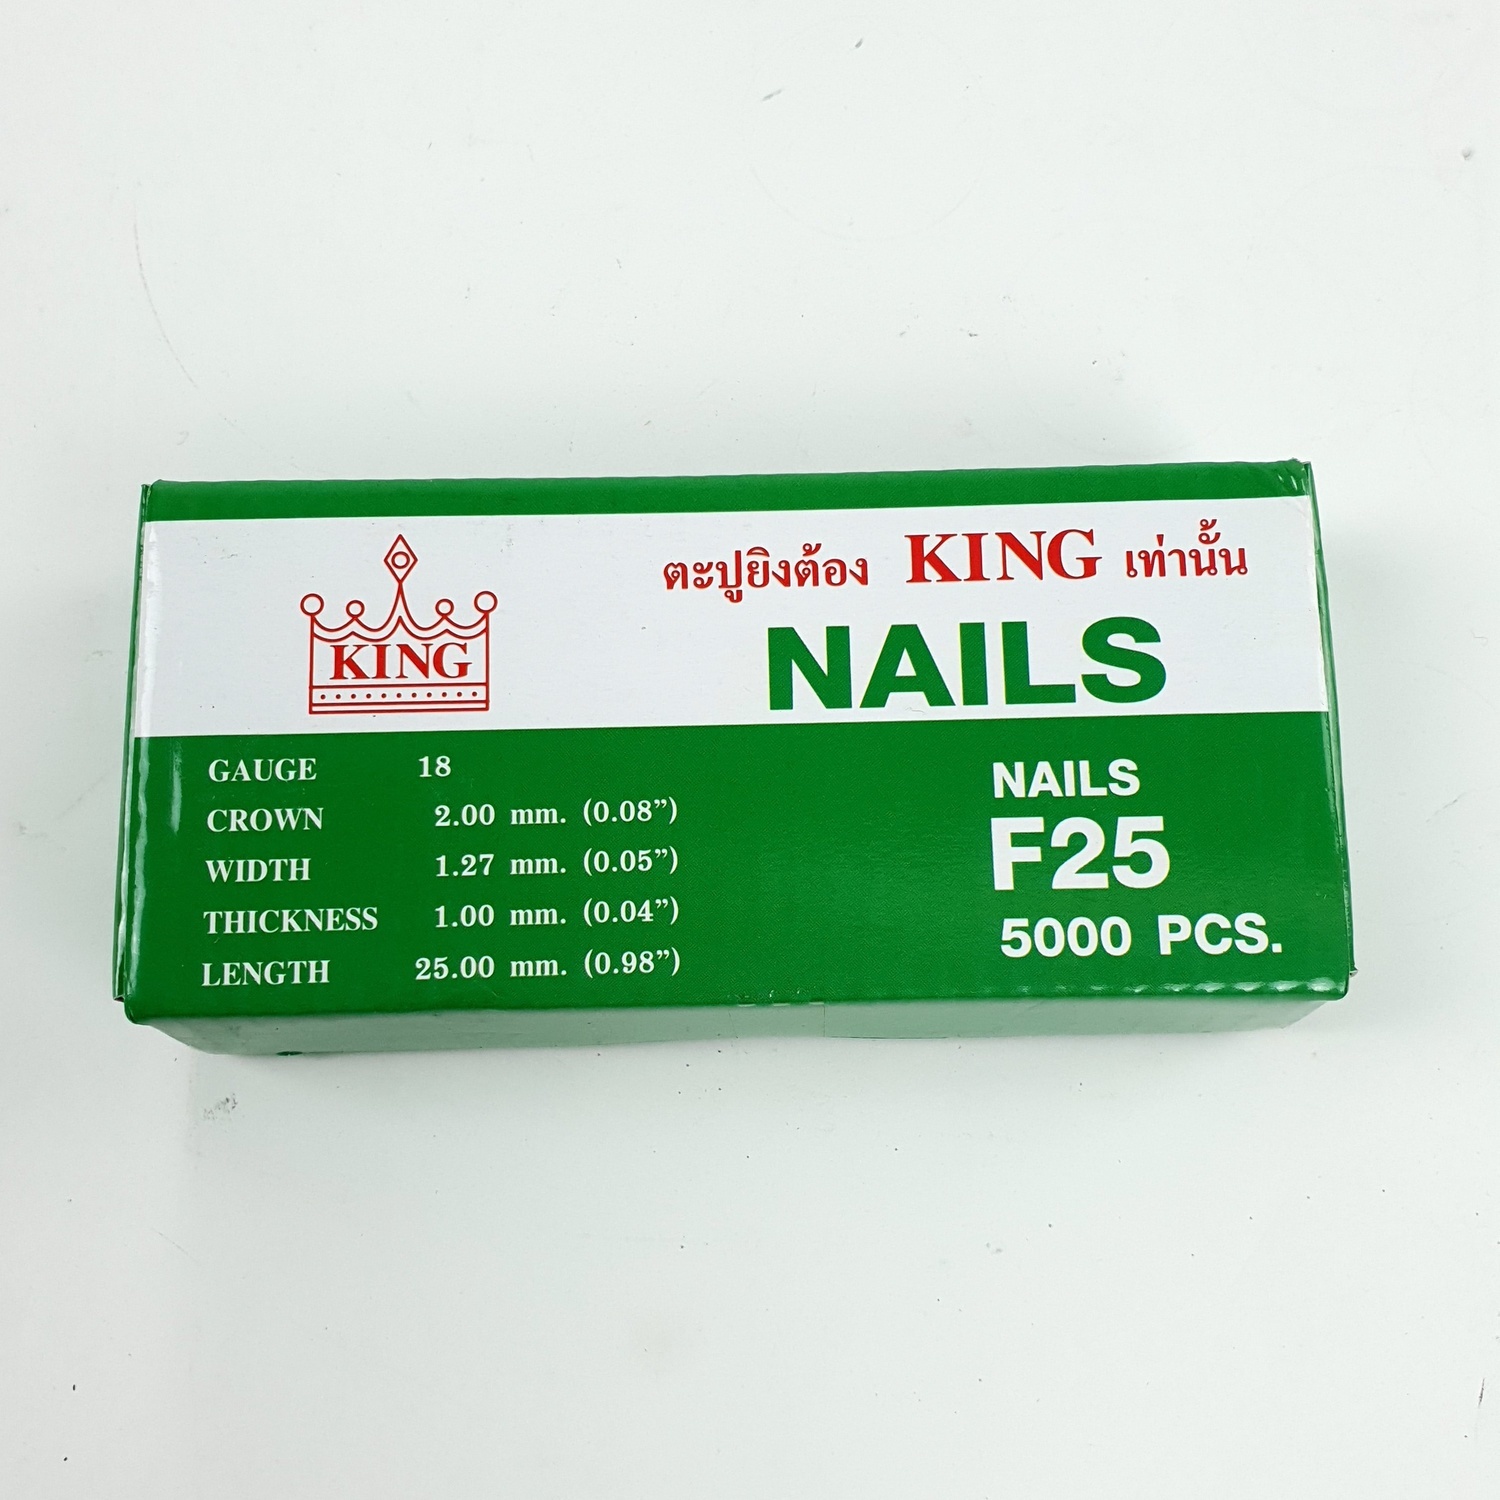 KING
ตะปูยิงต้อง KING เท่านั้น
NAILS
GAUGE 18
CROWN 2.00 mm. (0.08”)
WIDTH 1.27 mm. (0.05”)
THICKNESS 1.00 mm. (0.04”)
LENGTH 25.00 mm. (0.98”)
NAILS
F25
5000 PCS.